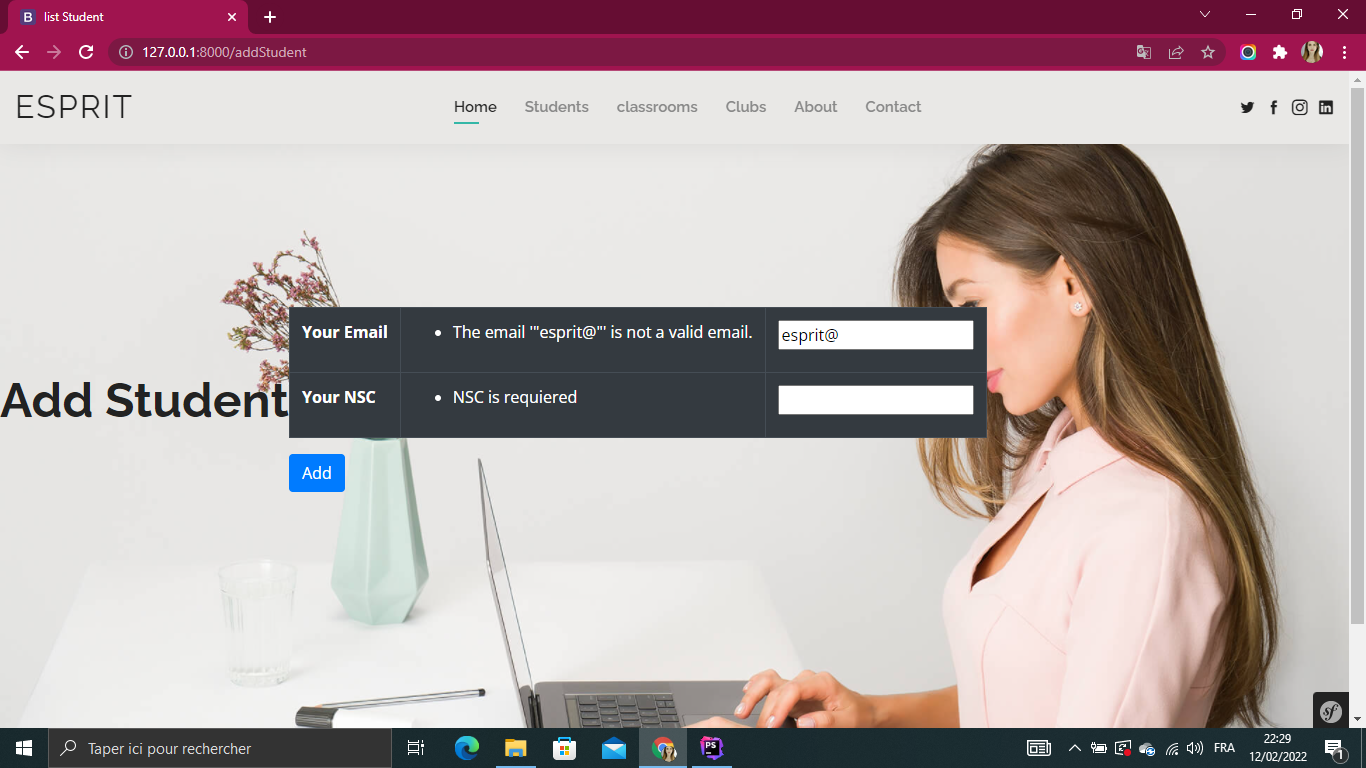 list Student
127.0.0.1:8000/addStudent
ESPRIT
Home Students classrooms Clubs About Contact
Your Email
The email '"esprit@"' is not a valid email.
esprit@
Add Student
Your NSC
NSC is requiered
Add
Taper ici pour rechercher
PS
FRA
22:29
12/02/2022
1